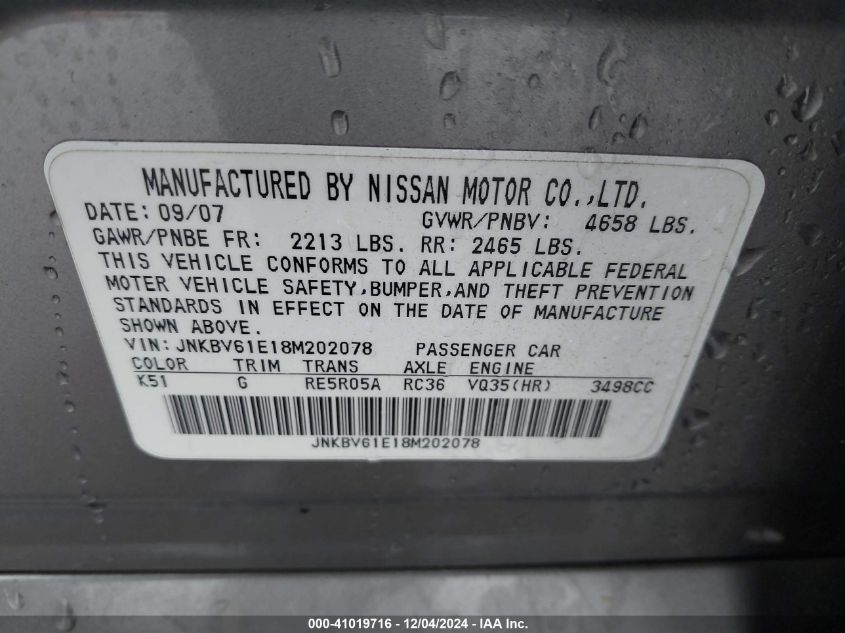 MANUFACTURED BY NISSAN MOTOR CO.,LTD.
DATE: 09/07 GVWR/PNBV: 4658 LBS.
GAWR/PNBE FR: 2213 LBS. RR: 2465 LBS.
THIS VEHICLE CONFORMS TO ALL APPLICABLE FEDERAL
MOTER VEHICLE SAFETY,BUMPER,AND THEFT PREVENTION
STANDARDS IN EFFECT ON THE DATE OF MANUFACTURE
SHOWN ABOVE.
VIN: JNKBV61E18M202078 PASSENGER CAR
COLOR TRIM TRANS AXLE ENGINE
K51 G RE5R05A RC36 VQ35(HR) 3498CC
JNKBV61E18M202078
000-41019716 - 12/04/2024 - IAA Inc.